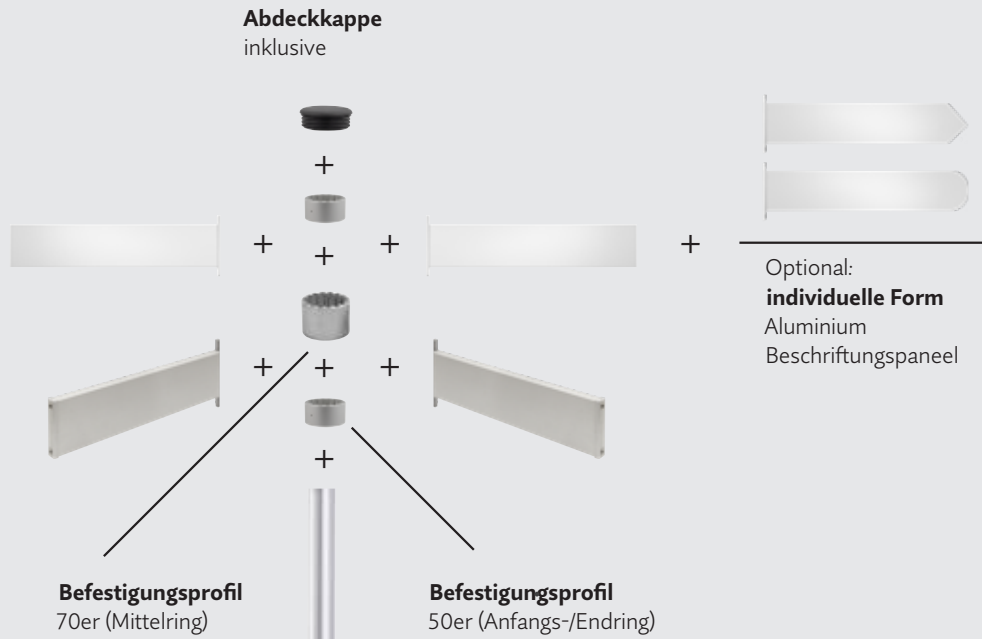 Abdeckkappe
inklusive
+
+
+ + +
+
+ + +
+
Optional:
individuelle Form
Aluminium
Beschriftungspaneel
Befestigungsprofil
70er (Mittelring)
Befestigungsprofil
50er (Anfangs-/Endring)